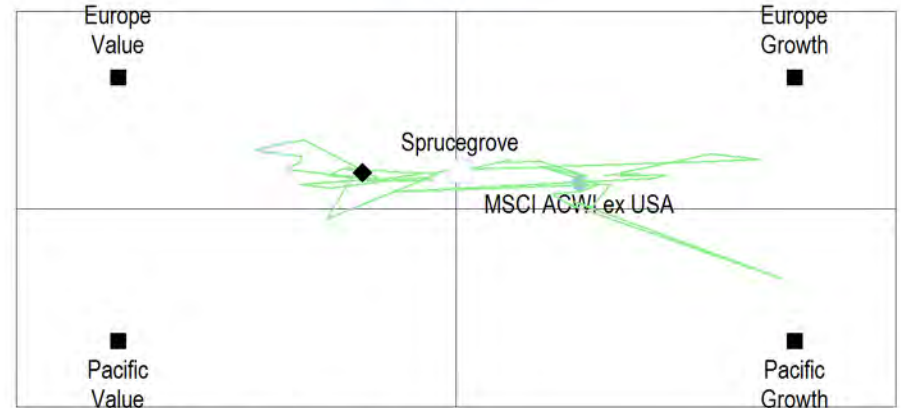 Europe
Value
Europe
Growth
Sprucegrove
MSCI ACWI ex USA
Pacific
Value
Pacific
Growth